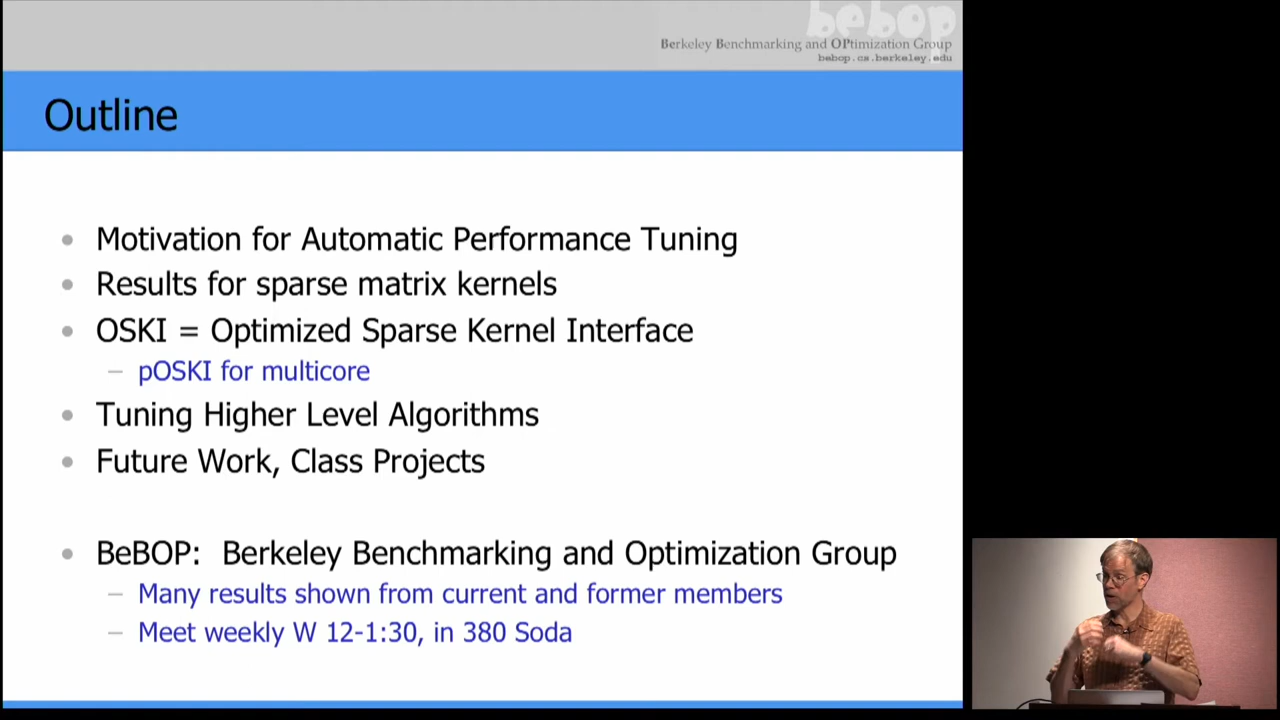 bebop
Berkeley Benchmarking and OPtimization Group
bebop.cs.berkeley.edu
Outline
• Motivation for Automatic Performance Tuning
• Results for sparse matrix kernels
• OSKI = Optimized Sparse Kernel Interface
– pOSKI for multicore
• Tuning Higher Level Algorithms
• Future Work, Class Projects
• BeBOP: Berkeley Benchmarking and Optimization Group
– Many results shown from current and former members
– Meet weekly W 12-1:30, in 380 Soda